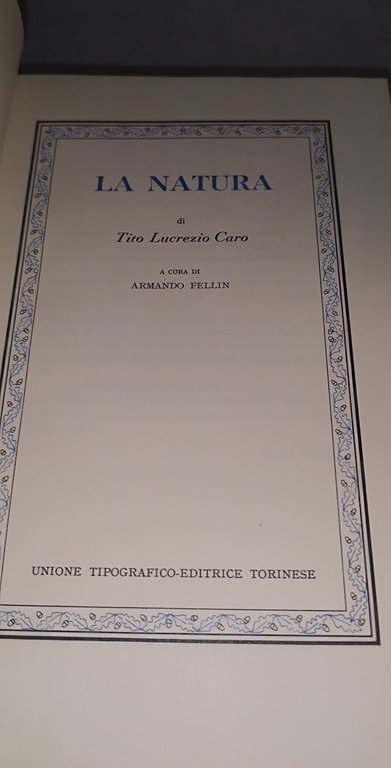 LA NATURA
di
Tito Lucrezio Caro
A CURA DI
ARMANDO FELLIN
UNIONE TIPOGRAFICO-EDITRICE TORINESE